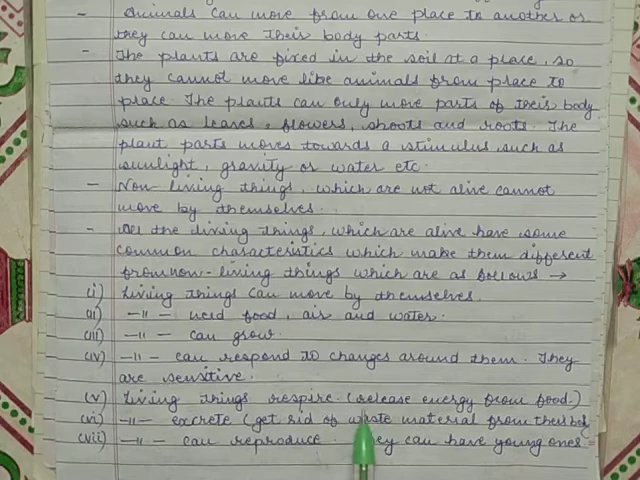 - Animals can move from one place to another or
they can move their body parts.
- The plants are fixed in the soil at a place, so
they cannot move like animals from place to
place. The plants can only move parts of their body
such as leaves, flowers, shoots and roots. The
plant parts moves towards a stimulus such as
sunlight, gravity or water etc.
- Non living things, which are not alive cannot
move by themselves.
- All the living things, which are alive have some
common characteristics which make them different
from non-living things which are as follows →
(i) Living things can move by themselves.
(ii) -"- need food, air and water.
(iii) -"- can grow.
(iv) -"- can respond to changes around them. They
are sensitive.
(v) Living things respire. (release energy from food.)
(vi) -"- excrete (get rid of waste material from their body
(vii) -"- can reproduce. They can have young ones.